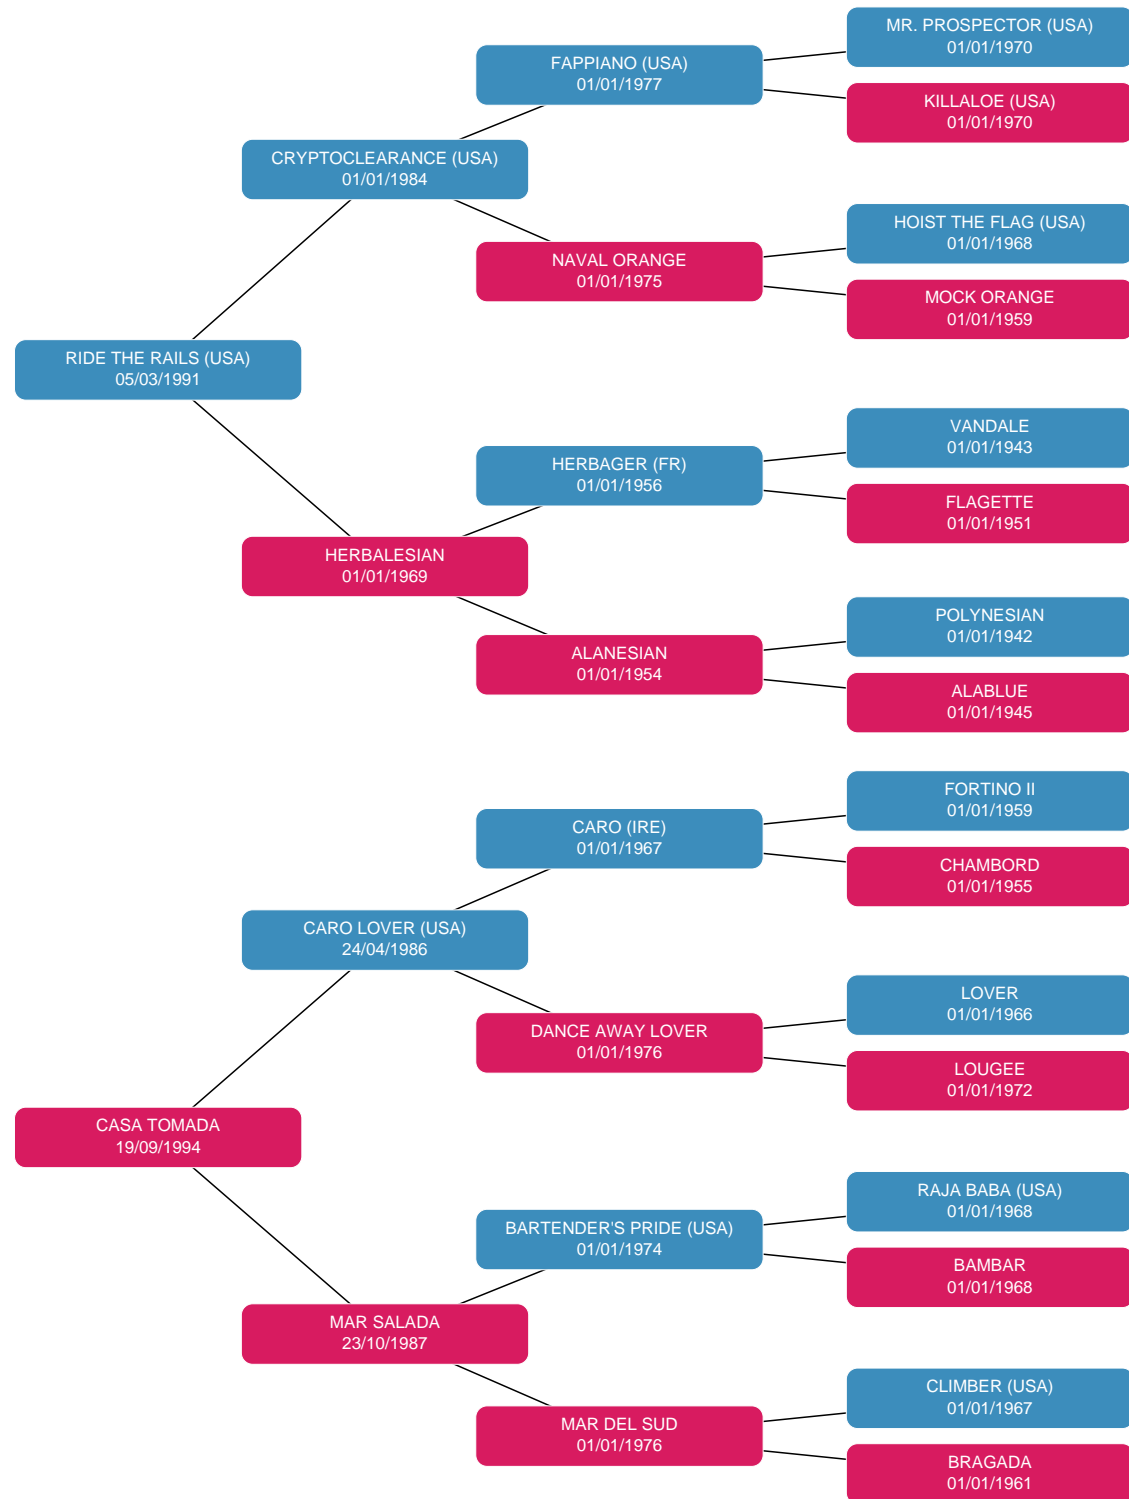 MR. PROSPECTOR (USA)
01/01/1970
FAPPIANO (USA)
01/01/1977
KILLALOE (USA)
01/01/1970
CRYPTOCLEARANCE (USA)
01/01/1984
HOIST THE FLAG (USA)
01/01/1968
NAVAL ORANGE
01/01/1975
MOCK ORANGE
01/01/1959
RIDE THE RAILS (USA)
05/03/1991
VANDALE
01/01/1943
HERBAGER (FR)
01/01/1956
FLAGETTE
01/01/1951
HERBALESIAN
01/01/1969
POLYNESIAN
01/01/1942
ALANESIAN
01/01/1954
ALABLUE
01/01/1945
FORTINO II
01/01/1959
CARO (IRE)
01/01/1967
CHAMBORD
01/01/1955
CARO LOVER (USA)
24/04/1986
LOVER
01/01/1966
DANCE AWAY LOVER
01/01/1976
LOUGEE
01/01/1972
CASA TOMADA
19/09/1994
RAJA BABA (USA)
01/01/1968
BARTENDER'S PRIDE (USA)
01/01/1974
BAMBAR
01/01/1968
MAR SALADA
23/10/1987
CLIMBER (USA)
01/01/1967
MAR DEL SUD
01/01/1976
BRAGADA
01/01/1961